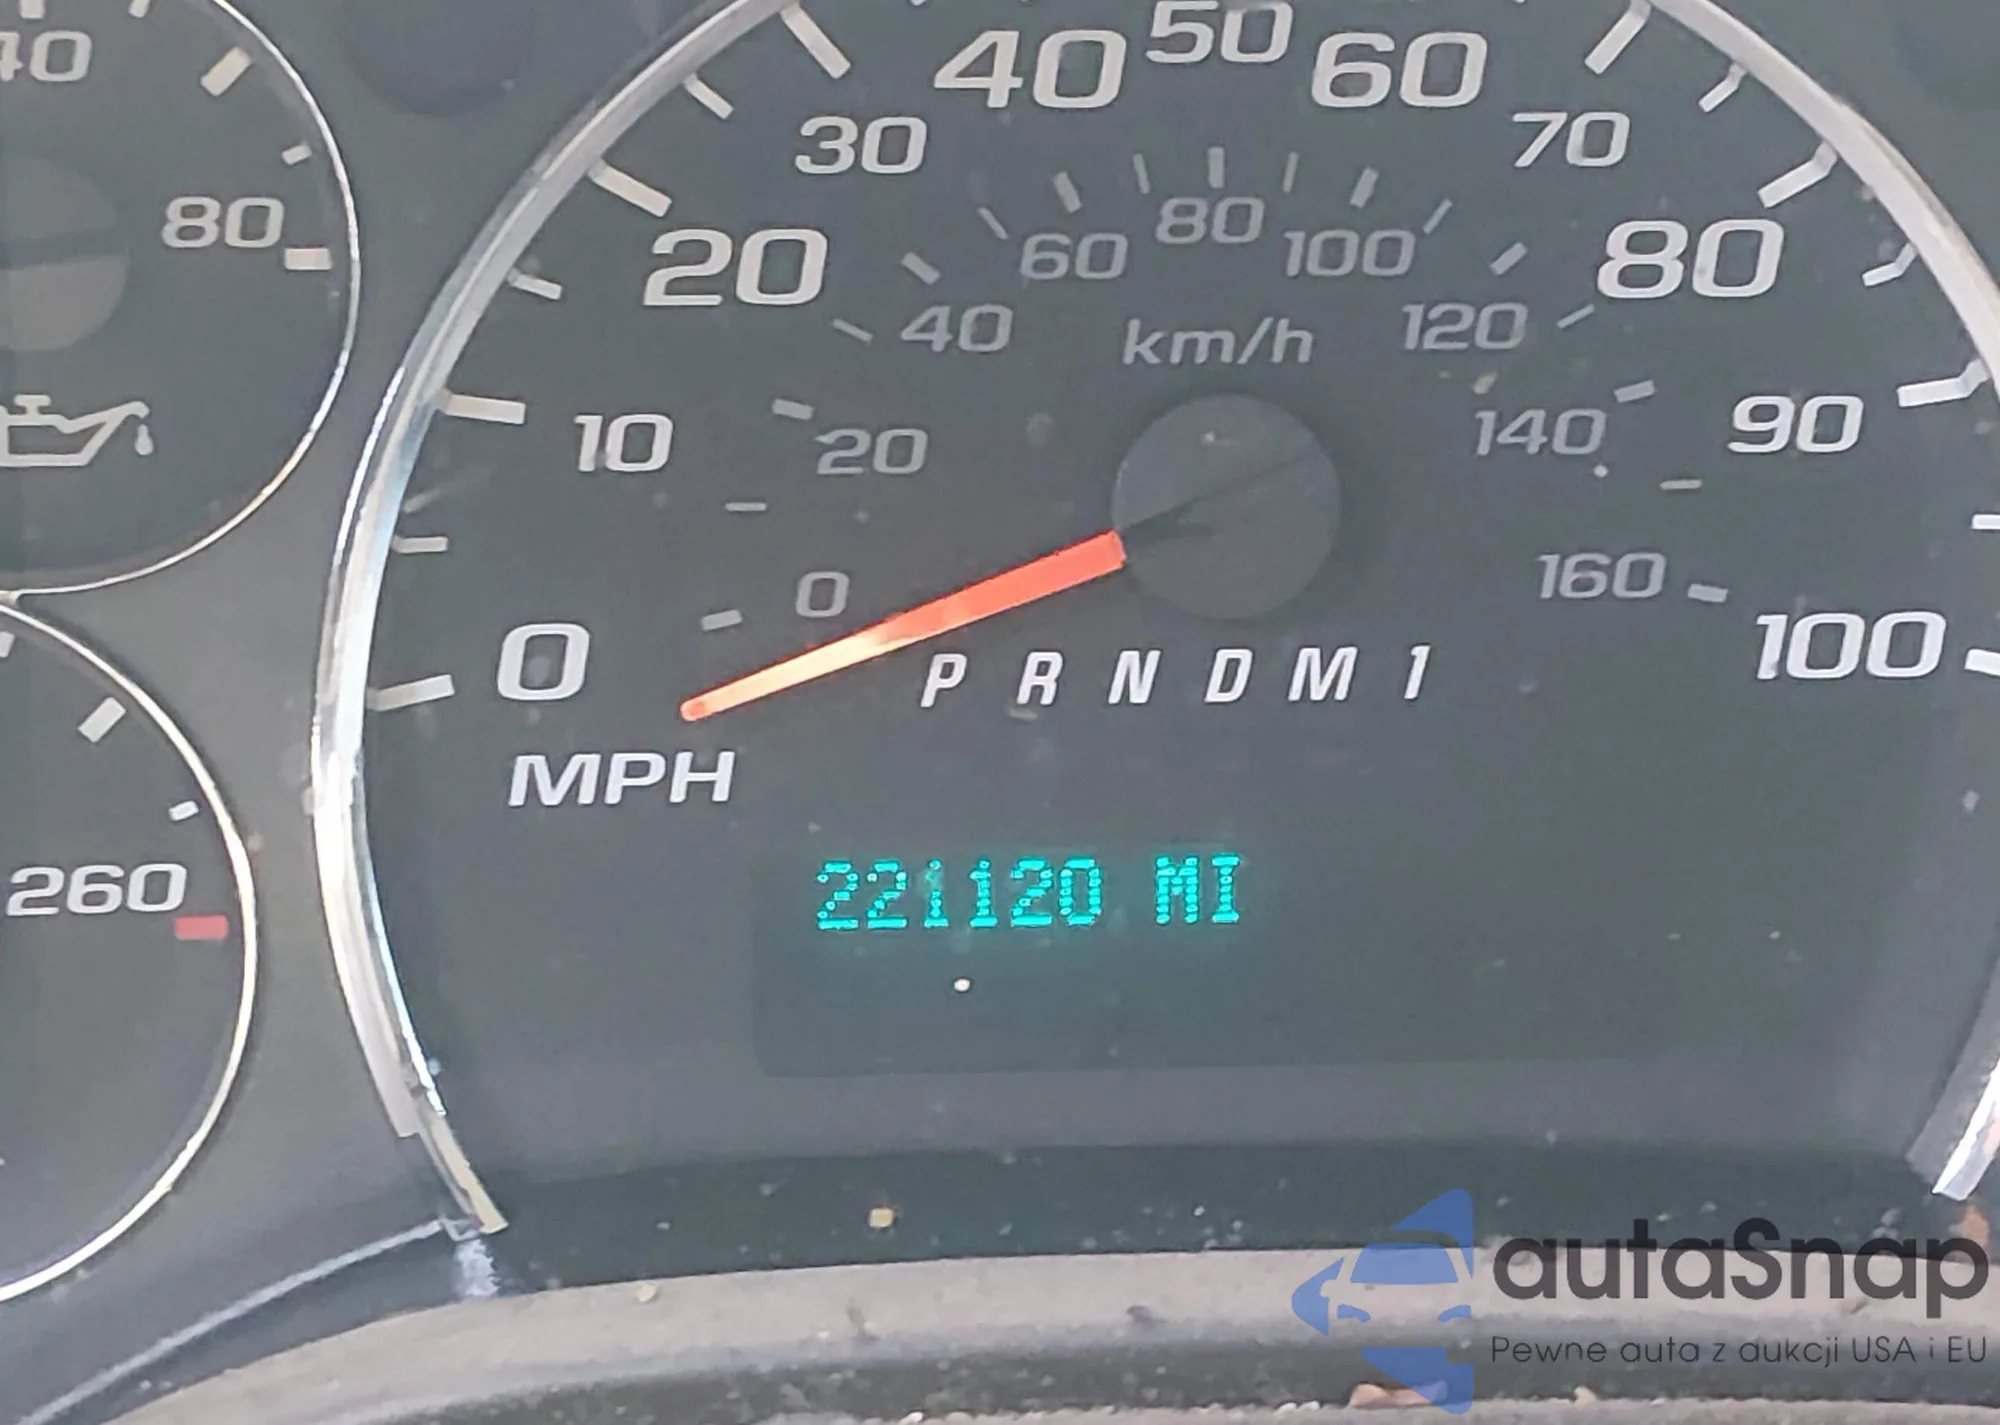 40
80
40 50 60
30 70
20 80
60 80 100
40 km/h 120
10 20 140 90
0 160
0 100
P R N D M 1
MPH
221120 MI
260
autaSnap
Pewne auta z aukcji USA i EU